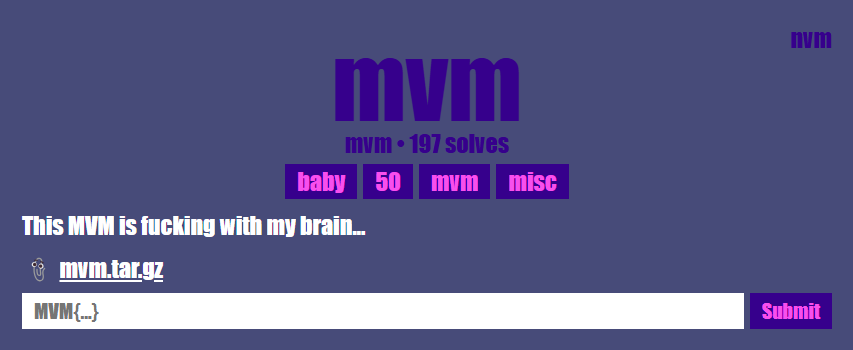 nvm
mvm
mvm • 197 solves
baby 50 mvm misc
This MVM is fucking with my brain...
mvm.tar.gz
MVM{...} Submit